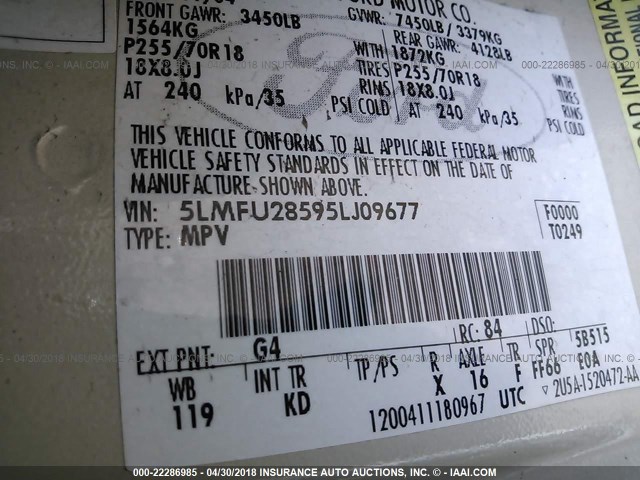 FORD MOTOR CO.
FRONT GAWR: 3450LB GVWR: 7450LB / 3379KG
1564KG WITH REAR GAWR: 4128LB
P255/70R18 TIRES 1872KG WITH
18X8.0J RIMS P255/70R18 TIRES
AT 240 kPa/35 PSI COLD 18X8.0J RIMS
AT 240 kPa/35 PSI COLD
Ford
THIS VEHICLE CONFORMS TO ALL APPLICABLE FEDERAL MOTOR
VEHICLE SAFETY STANDARDS IN EFFECT ON THE DATE OF
MANUFACTURE SHOWN ABOVE.
VIN: 5LMFU28595LJ09677 F0000
TYPE: MPV T0249
EXT PNT: G4 RC: 84 DSO:
WB INT TR TP/PS R AXLE TR SPR 5B515
119 KD X 16 F FF66 E0A
1200411180967 UTC ▽ 2U5A-1520472-AA
000-22286985 - 04/30/2018 INSURANCE AUTO AUCTIONS, INC. - © IAAI.COM